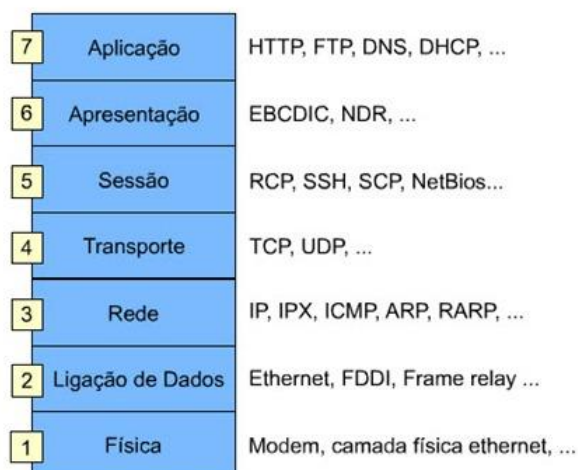 7 Aplicação HTTP, FTP, DNS, DHCP, ...
6 Apresentação EBCDIC, NDR, ...
5 Sessão RCP, SSH, SCP, NetBios...
4 Transporte TCP, UDP, ...
3 Rede IP, IPX, ICMP, ARP, RARP, ...
2 Ligação de Dados Ethernet, FDDI, Frame relay ...
1 Física Modem, camada física ethernet, ...